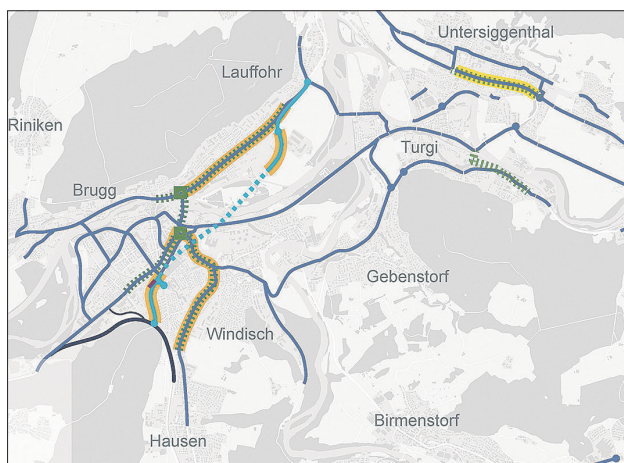 Untersiggenthal
Lauffohr
Riniken
Turgi
Brugg
Gebenstorf
Windisch
Birmenstorf
Hausen